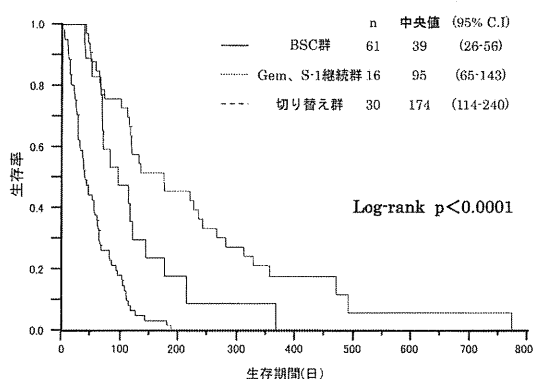 n 中央値 (95% C.I)
BSC群 61 39 (26-56)
Gem、S-1継続群 16 95 (65-143)
切り替え群 30 174 (114-240)
Log-rank p<0.0001
生存率
1.0
0.8
0.6
0.4
0.2
0.0
0 100 200 300 400 500 600 700 800
生存期間(日)